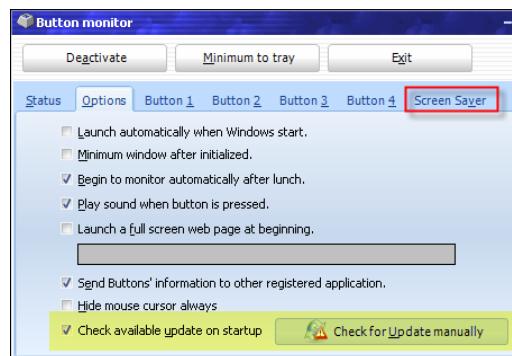 Button monitor
Deactivate Minimum to tray Exit
Status Options Button 1 Button 2 Button 3 Button 4 Screen Saver
Launch automatically when Windows start.
Minimum window after initialized.
Begin to monitor automatically after lunch.
Play sound when button is pressed.
Launch a full screen web page at beginning.
Send Buttons' information to other registered application.
Hide mouse cursor always
Check available update on startup Check for Update manually